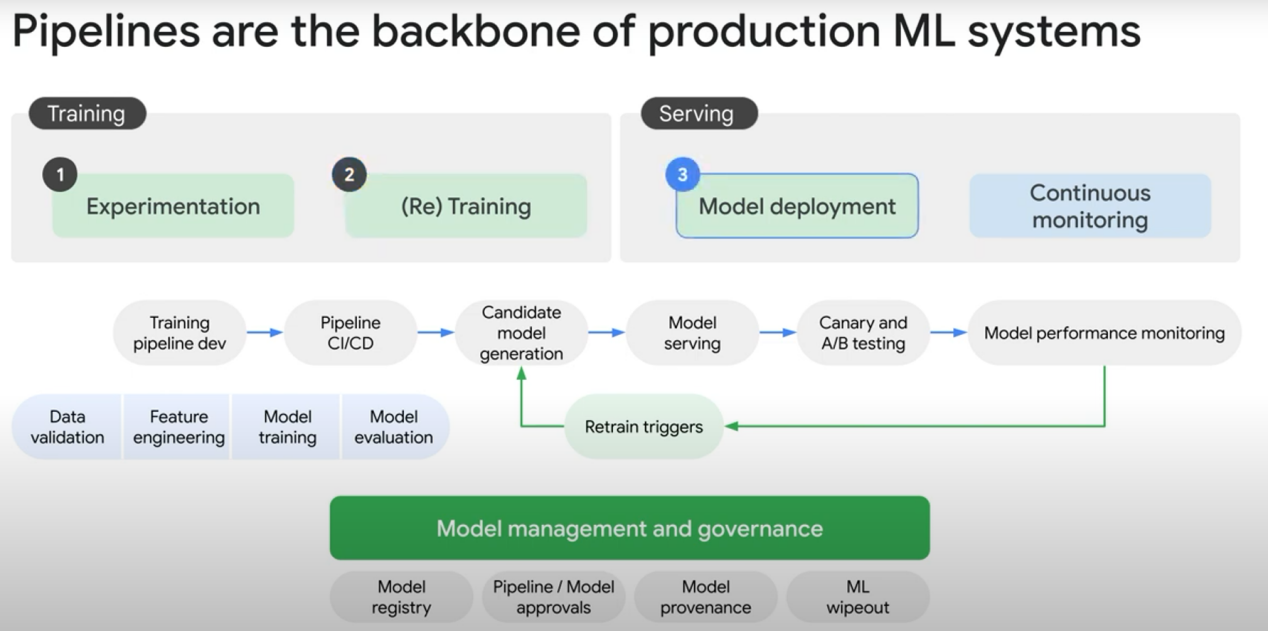 Pipelines are the backbone of production ML systems
Training
Serving
1
Experimentation
2
(Re) Training
3
Model deployment
Continuous
monitoring
Training
pipeline dev
Pipeline
CI/CD
Candidate
model
generation
Model
serving
Canary and
A/B testing
Model performance monitoring
Data
validation
Feature
engineering
Model
training
Model
evaluation
Retrain triggers
Model management and governance
Model
registry
Pipeline / Model
approvals
Model
provenance
ML
wipeout